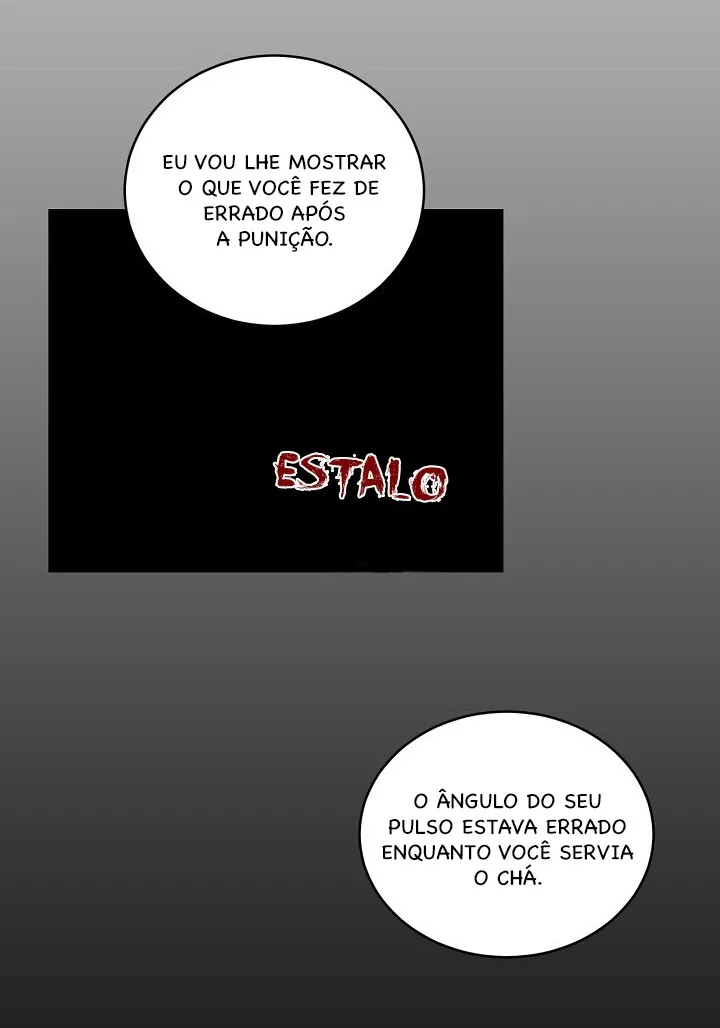 EU VOU LHE MOSTRAR
O QUE VOCÊ FEZ DE
ERRADO APÓS
A PUNIÇÃO.
ESTALO
O ÂNGULO DO SEU
PULSO ESTAVA ERRADO
ENQUANTO VOCÊ SERVIA
O CHÁ.